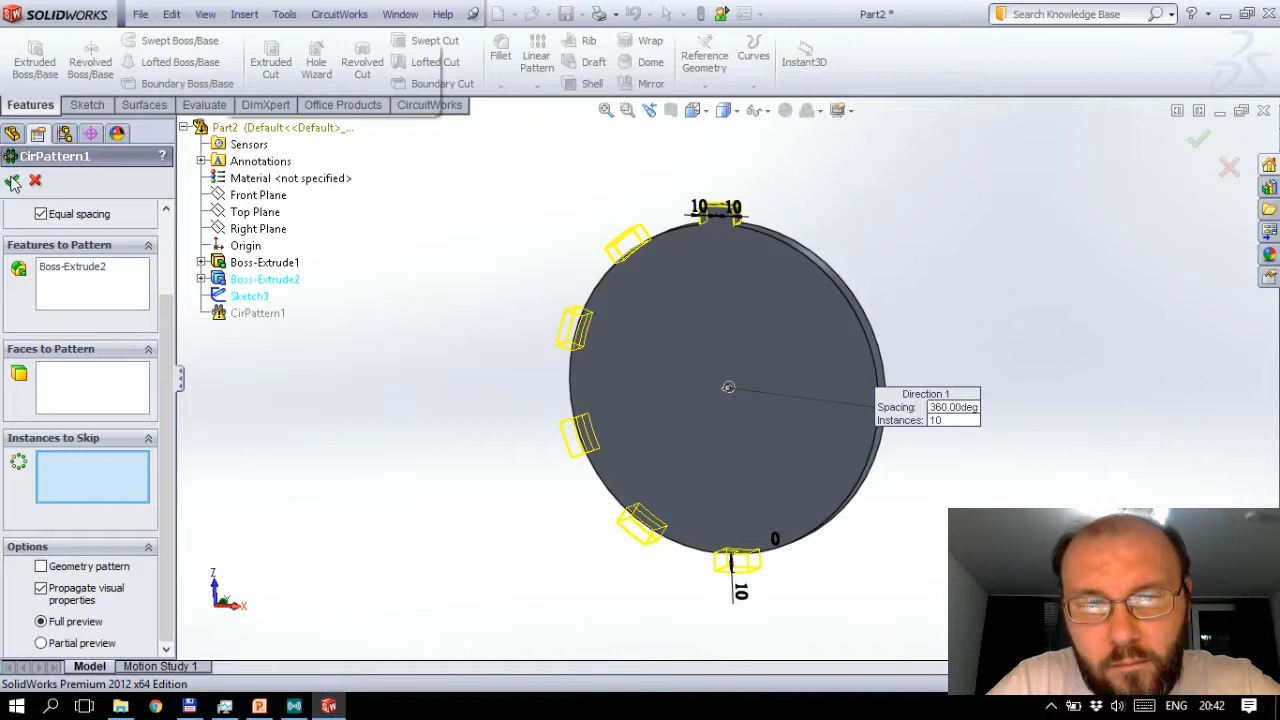 SOLIDWORKS File Edit View Insert Tools CircuitWorks Window Help Part2 * Search Knowledge Base
Extruded Boss/Base
Revolved Boss/Base
Swept Boss/Base
Lofted Boss/Base
Boundary Boss/Base
Extruded Cut
Hole Wizard
Revolved Cut
Swept Cut
Lofted Cut
Boundary Cut
Fillet
Linear Pattern
Rib
Draft
Shell
Wrap
Dome
Mirror
Reference Geometry
Curves
Instant3D
Features Sketch Surfaces Evaluate DimXpert Office Products CircuitWorks
CirPattern1 ?
Equal spacing
Features to Pattern
Boss-Extrude2
Faces to Pattern
Instances to Skip
Options
Geometry pattern
Propagate visual properties
Full preview
Partial preview
Part2 (Default<<Default>_...
Sensors
Annotations
Material <not specified>
Front Plane
Top Plane
Right Plane
Origin
Boss-Extrude1
Boss-Extrude2
Sketch3
CirPattern1
10 10
Direction 1
Spacing: 360.00deg
Instances: 10
0
10
Z
X
Model Motion Study 1
SolidWorks Premium 2012 x64 Edition
ENG 20:42